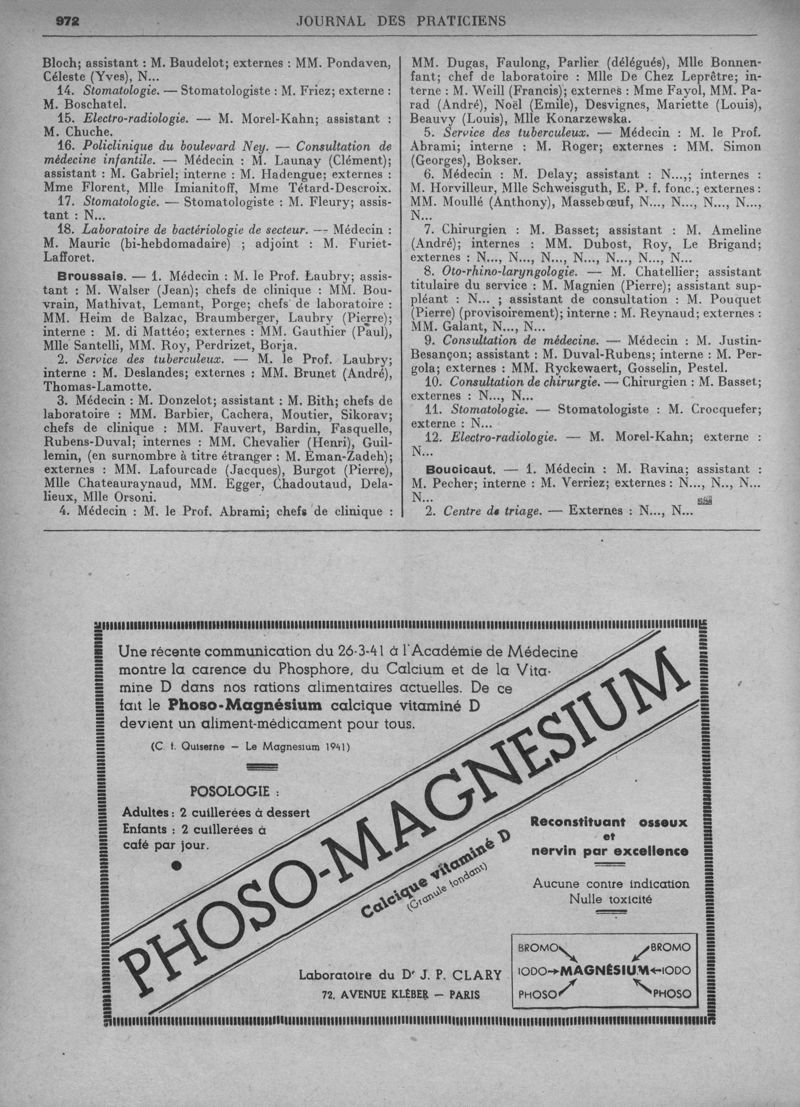 972
JOURNAL DES PRATICIENS
Bloch; assistant : M. Baudelot; externes : MM. Pondaven,
Céleste (Yves), N...
14. Stomatologie. — Stomatologiste : M. Friez; externe :
M. Boschatel.
15. Electro-radiologie. — M. Morel-Kahn; assistant :
M. Chuche.
16. Policlinique du boulevard Ney. — Consultation de
médecine infantile. — Médecin : M. Launay (Clément);
assistant : M. Gabriel; interne : M. Hadengue; externes :
Mme Florent, Mlle Imianitoff, Mme Tétard-Descroix.
17. Stomatologie. — Stomatologiste : M. Fleury; assis-
tant : N...
18. Laboratoire de bactériologie de secteur. — Médecin :
M. Mauric (bi-hebdomadaire) ; adjoint : M. Furiet-
Lafforet.
Broussais. — 1. Médecin : M. le Prof. Laubry; assis-
tant : M. Walser (Jean); chefs de clinique : MM. Bou-
vrain, Mathivat, Lemant, Porge; chefs de laboratoire :
MM. Heim de Balzac, Braumberger, Laubry (Pierre);
interne : M. di Mattéo; externes : MM. Gauthier (Paul),
Mlle Santelli, MM. Roy, Perdrizet, Borja.
2. Service des tuberculeux. — M. le Prof. Laubry;
interne : M. Deslandes; externes : MM. Brunet (André),
Thomas-Lamotte.
3. Médecin : M. Donzelot; assistant : M. Bith; chefs de
laboratoire : MM. Barbier, Cachera, Moutier, Sikorav;
chefs de clinique : MM. Fauvert, Bardin, Fasquelle,
Rubens-Duval; internes : MM. Chevalier (Henri), Guil-
lemin, (en surnombre à titre étranger : M. Eman-Zadeh);
externes : MM. Lafourcade (Jacques), Burgot (Pierre),
Mlle Chateauraynaud, MM. Egger, Chadoutaud, Dela-
lieux, Mlle Orsoni.
4. Médecin : M. le Prof. Abrami; chefs de clinique :
MM. Dugas, Faulong, Parlier (délégués), Mlle Bonnen-
fant; chef de laboratoire : Mlle De Chez Leprêtre; in-
terne : M. Weill (Francis); externes : Mme Fayol, MM. Pa-
rad (André), Noël (Emile), Desvignes, Mariette (Louis),
Beauvy (Louis), Mlle Konarzewska.
5. Service des tuberculeux. — Médecin : M. le Prof.
Abrami; interne : M. Roger; externes : MM. Simon
(Georges), Bokser.
6. Médecin : M. Delay; assistant : N...,; internes :
M. Horvilleur, Mlle Schweisguth, E. P. f. fonc.; externes :
MM. Moullé (Anthony), Massebœuf, N..., N..., N..., N...,
N...
7. Chirurgien : M. Basset; assistant : M. Ameline
(André); internes : MM. Dubost, Roy, Le Brigand;
externes : N..., N..., N..., N..., N..., N..., N...
8. Oto-rhino-laryngologie. — M. Chatellier; assistant
titulaire du service : M. Magnien (Pierre); assistant sup-
pléant : N... ; assistant de consultation : M. Pouquet
(Pierre) (provisoirement); interne : M. Reynaud; externes :
MM. Galant, N..., N...
9. Consultation de médecine. — Médecin : M. Justin-
Besançon; assistant : M. Duval-Rubens; interne : M. Per-
gola; externes : MM. Ryckewaert, Gosselin, Pestel.
10. Consultation de chirurgie. — Chirurgien : M. Basset;
externes : N..., N...
11. Stomatologie. — Stomatologiste : M. Crocquefer;
externe : N...
12. Electro-radiologie. — M. Morel-Kahn; externe :
N...
Boucicaut. — 1. Médecin : M. Ravina; assistant :
M. Pecher; interne : M. Verriez; externes : N..., N.., N...
N...
2. Centre de triage. — Externes : N..., N...
Une récente communication du 26-3-41 à l'Académie de Médecine
montre la carence du Phosphore, du Calcium et de la Vita-
mine D dans nos rations alimentaires actuelles. De ce
fait le Phoso-Magnésium calcique vitaminé D
devient un aliment-médicament pour tous.
(C. f. Quiserne — Le Magnesium 1941)
POSOLOGIE :
Adultes : 2 cuillerées à dessert
Enfants : 2 cuillerées à
café par jour.
PHOSO-MAGNESIUM
Calcique vitaminé D
(Granulé fondant)
Reconstituant osseux
et
nervin par excellence
Aucune contre indication
Nulle toxicité
Laboratoire du Dr J. P. CLARY
72, AVENUE KLÉBER — PARIS
BROMO BROMO
IODO→MAGNÉSIUM←IODO
PHOSO PHOSO